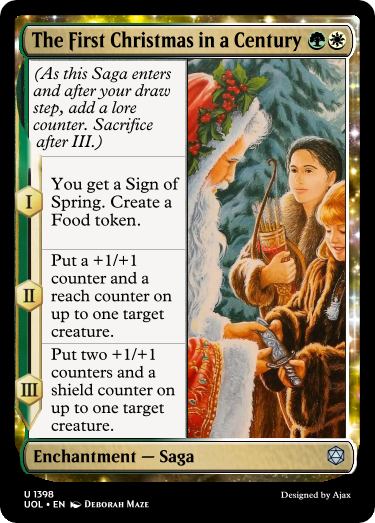 The First Christmas in a Century
(As this Saga enters
and after your draw
step, add a lore
counter. Sacrifice
after III.)
I
You get a Sign of
Spring. Create a
Food token.
II
Put a +1/+1
counter and a
reach counter on
up to one target
creature.
III
Put two +1/+1
counters and a
shield counter on
up to one target
creature.
Enchantment — Saga
U 1398
UOL • EN Deborah Maze
Designed by Ajax